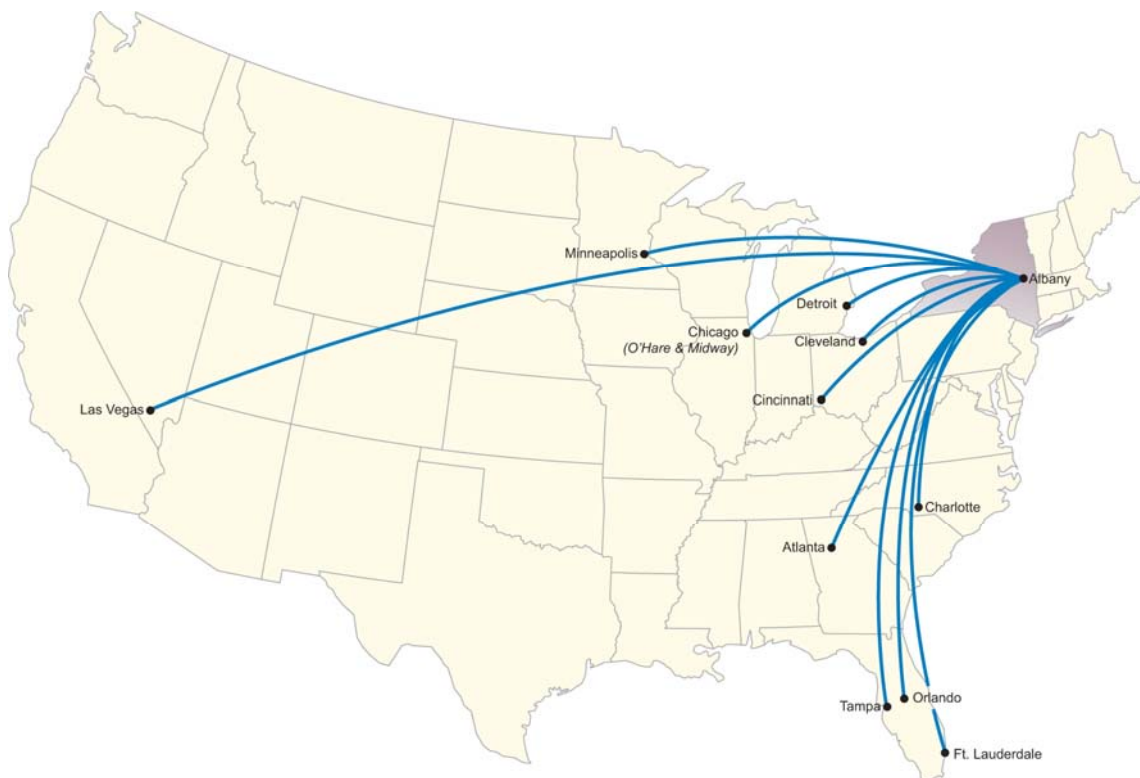 Minneapolis
Albany
Detroit
Chicago
(O'Hare & Midway)
Cleveland
Cincinnati
Las Vegas
Charlotte
Atlanta
Orlando
Tampa
Ft. Lauderdale